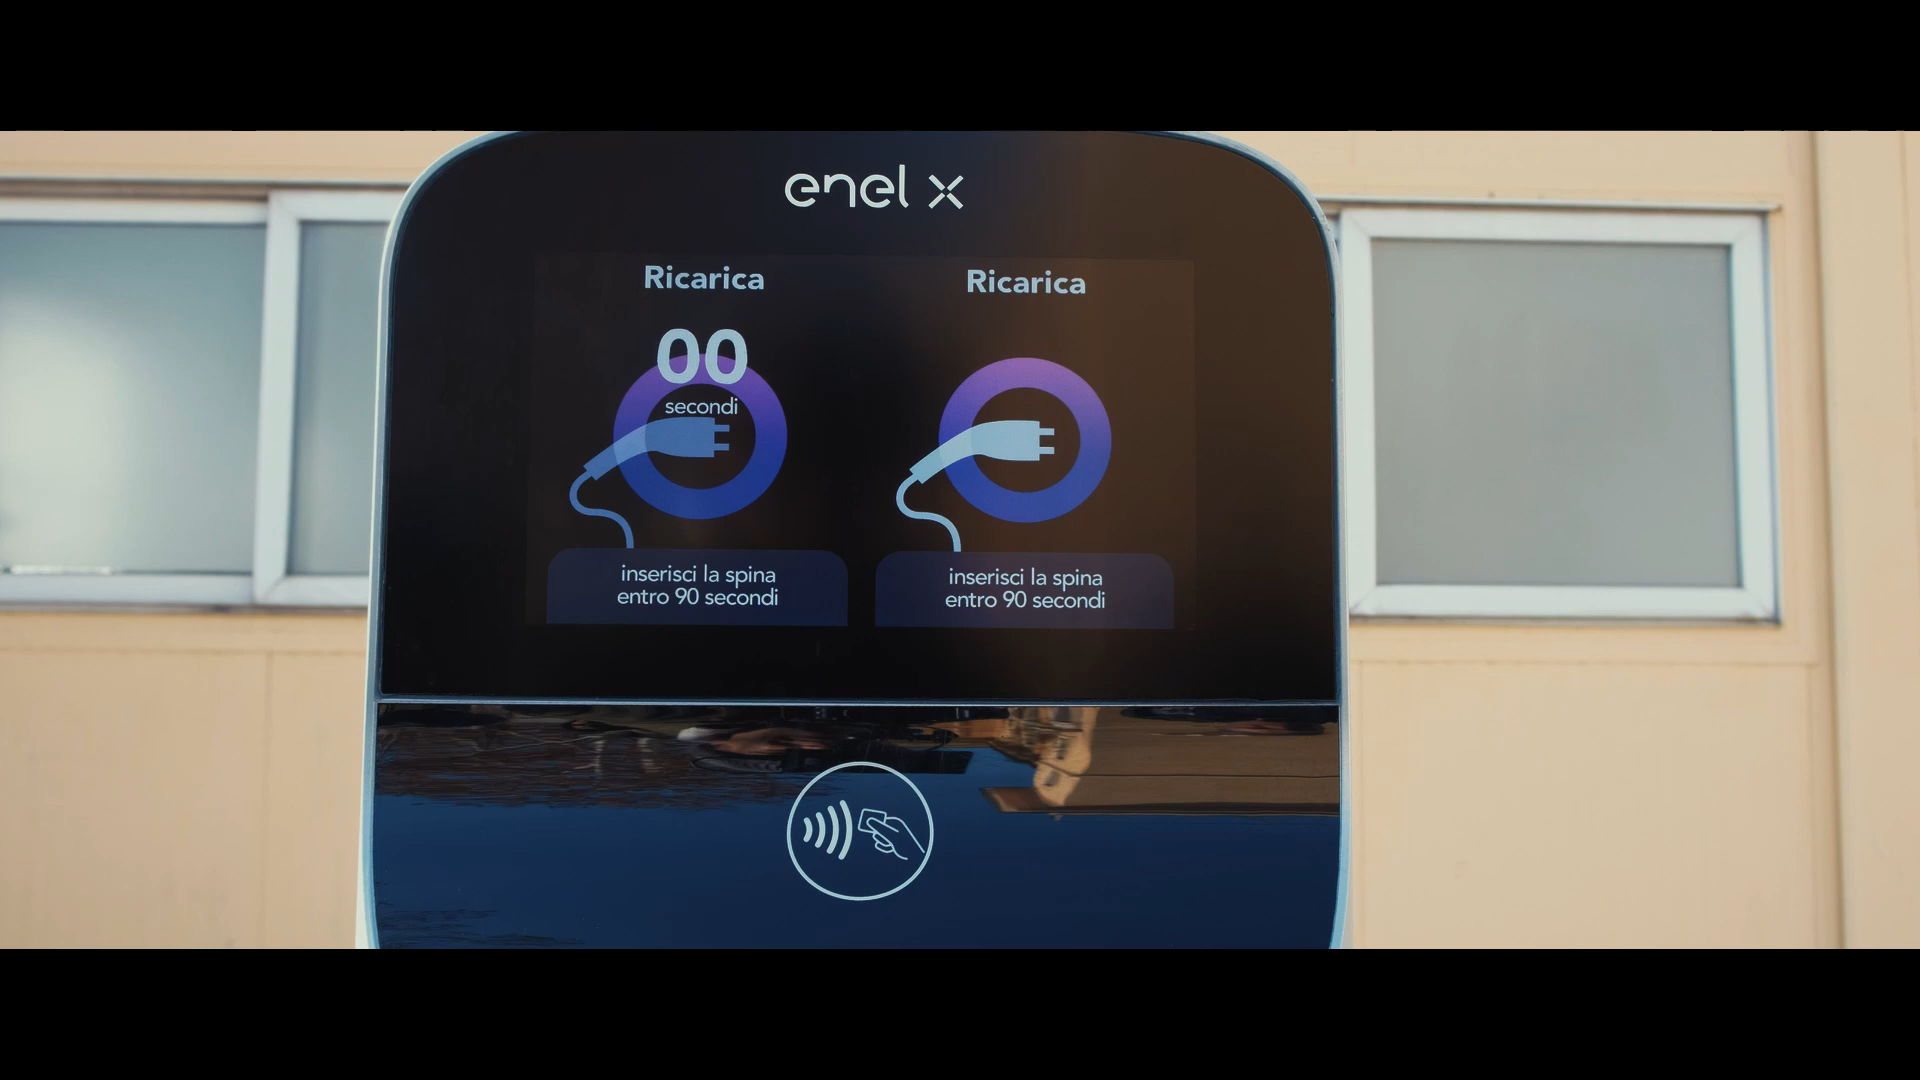 enel x
Ricarica
00
secondi
inserisci la spina
entro 90 secondi
Ricarica
inserisci la spina
entro 90 secondi